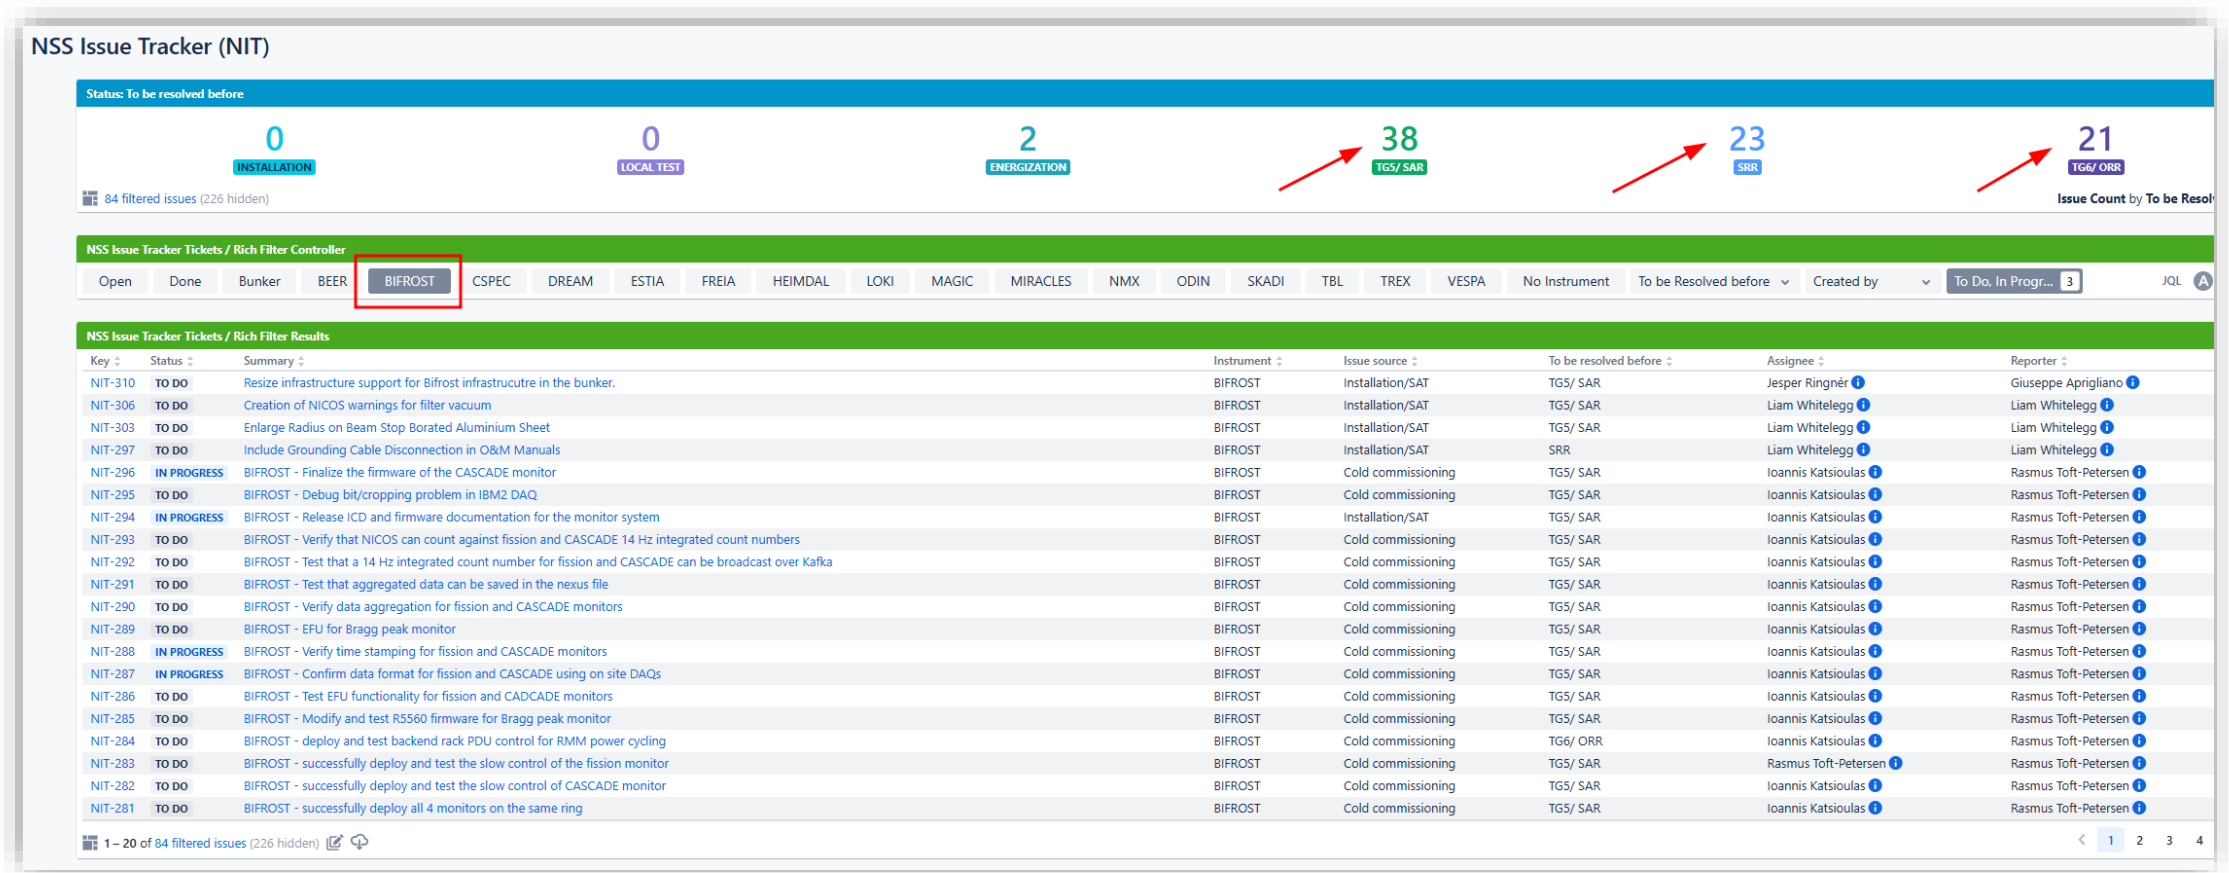 NSS Issue Tracker (NIT)
Status: To be resolved before
0 0 2 38 23 21
INSTALLATION LOCAL TEST ENERGIZATION TG5/ SAR SRR TG6/ ORR
84 filtered issues (226 hidden) Issue Count by To be Resol
NSS Issue Tracker Tickets / Rich Filter Controller
Open Done Bunker BEER BIFROST CSPEC DREAM ESTIA FREIA HEIMDAL LOKI MAGIC MIRACLES NMX ODIN SKADI TBL TREX VESPA No Instrument To be Resolved before Created by To Do, In Progr... 3 JQL A
NSS Issue Tracker Tickets / Rich Filter Results
Key Status Summary Instrument Issue source To be resolved before Assignee Reporter
NIT-310 TO DO Resize infrastructure support for Bifrost infrastrucutre in the bunker. BIFROST Installation/SAT TG5/ SAR Jesper Ringnér Giuseppe Aprigliano
NIT-306 TO DO Creation of NICOS warnings for filter vacuum BIFROST Installation/SAT TG5/ SAR Liam Whitelegg Liam Whitelegg
NIT-303 TO DO Enlarge Radius on Beam Stop Borated Aluminium Sheet BIFROST Installation/SAT TG5/ SAR Liam Whitelegg Liam Whitelegg
NIT-297 TO DO Include Grounding Cable Disconnection in O&M Manuals BIFROST Installation/SAT SRR Liam Whitelegg Liam Whitelegg
NIT-296 IN PROGRESS BIFROST - Finalize the firmware of the CASCADE monitor BIFROST Cold commissioning TG5/ SAR Ioannis Katsioulas Rasmus Toft-Petersen
NIT-295 TO DO BIFROST - Debug bit/cropping problem in IBM2 DAQ BIFROST Cold commissioning TG5/ SAR Ioannis Katsioulas Rasmus Toft-Petersen
NIT-294 IN PROGRESS BIFROST - Release ICD and firmware documentation for the monitor system BIFROST Installation/SAT TG5/ SAR Ioannis Katsioulas Rasmus Toft-Petersen
NIT-293 TO DO BIFROST - Verify that NICOS can count against fission and CASCADE 14 Hz integrated count numbers BIFROST Cold commissioning TG5/ SAR Ioannis Katsioulas Rasmus Toft-Petersen
NIT-292 TO DO BIFROST - Test that a 14 Hz integrated count number for fission and CASCADE can be broadcast over Kafka BIFROST Cold commissioning TG5/ SAR Ioannis Katsioulas Rasmus Toft-Petersen
NIT-291 TO DO BIFROST - Test that aggregated data can be saved in the nexus file BIFROST Cold commissioning TG5/ SAR Ioannis Katsioulas Rasmus Toft-Petersen
NIT-290 TO DO BIFROST - Verify data aggregation for fission and CASCADE monitors BIFROST Cold commissioning TG5/ SAR Ioannis Katsioulas Rasmus Toft-Petersen
NIT-289 TO DO BIFROST - EFU for Bragg peak monitor BIFROST Cold commissioning TG5/ SAR Ioannis Katsioulas Rasmus Toft-Petersen
NIT-288 IN PROGRESS BIFROST - Verify time stamping for fission and CASCADE monitors BIFROST Cold commissioning TG5/ SAR Ioannis Katsioulas Rasmus Toft-Petersen
NIT-287 IN PROGRESS BIFROST - Confirm data format for fission and CASCADE using on site DAQs BIFROST Cold commissioning TG5/ SAR Ioannis Katsioulas Rasmus Toft-Petersen
NIT-286 TO DO BIFROST - Test EFU functionality for fission and CADCADE monitors BIFROST Cold commissioning TG5/ SAR Ioannis Katsioulas Rasmus Toft-Petersen
NIT-285 TO DO BIFROST - Modify and test R5560 firmware for Bragg peak monitor BIFROST Cold commissioning TG5/ SAR Ioannis Katsioulas Rasmus Toft-Petersen
NIT-284 TO DO BIFROST - deploy and test backend rack PDU control for RMM power cycling BIFROST Cold commissioning TG6/ ORR Ioannis Katsioulas Rasmus Toft-Petersen
NIT-283 TO DO BIFROST - successfully deploy and test the slow control of the fission monitor BIFROST Cold commissioning TG5/ SAR Rasmus Toft-Petersen Rasmus Toft-Petersen
NIT-282 TO DO BIFROST - successfully deploy and test the slow control of CASCADE monitor BIFROST Cold commissioning TG5/ SAR Ioannis Katsioulas Rasmus Toft-Petersen
NIT-281 TO DO BIFROST - successfully deploy all 4 monitors on the same ring BIFROST Cold commissioning TG5/ SAR Ioannis Katsioulas Rasmus Toft-Petersen
1 – 20 of 84 filtered issues (226 hidden) < 1 2 3 4